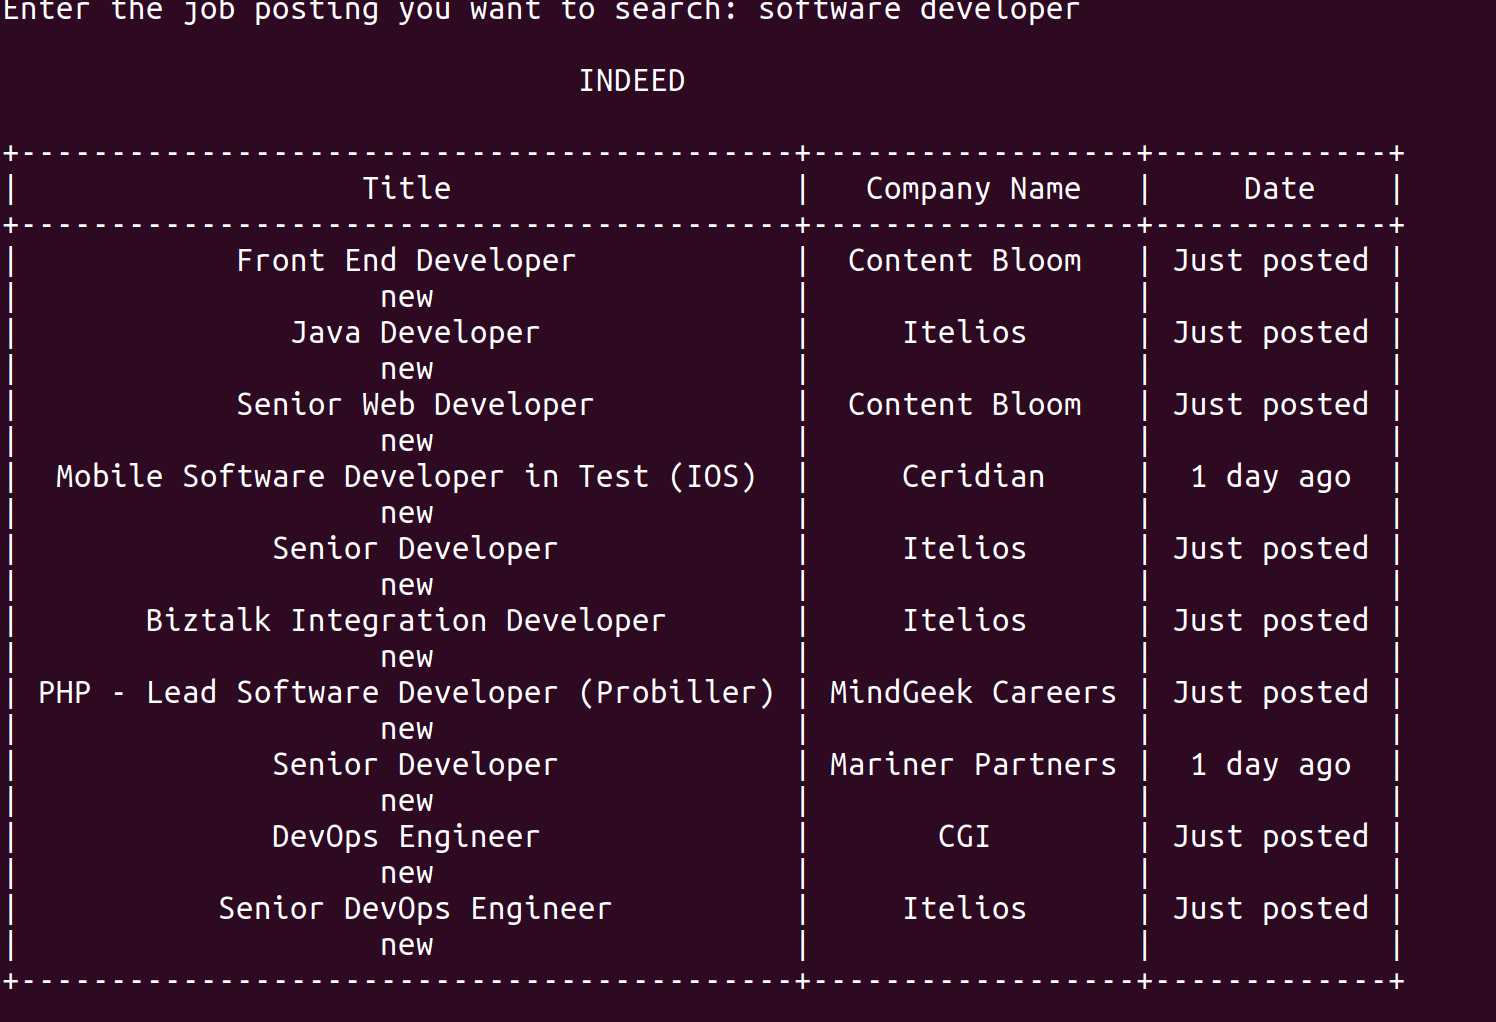 Enter the job posting you want to search: software developer
INDEED
+-------------------------------------------+------------------+-------------+
|                   Title                   |   Company Name   |     Date    |
+-------------------------------------------+------------------+-------------+
|            Front End Developer            |  Content Bloom   | Just posted |
|                    new                    |                  |             |
|               Java Developer              |     Itelios      | Just posted |
|                    new                    |                  |             |
|            Senior Web Developer           |  Content Bloom   | Just posted |
|                    new                    |                  |             |
|  Mobile Software Developer in Test (IOS)  |     Ceridian     |  1 day ago  |
|                    new                    |                  |             |
|              Senior Developer             |     Itelios      | Just posted |
|                    new                    |                  |             |
|       Biztalk Integration Developer       |     Itelios      | Just posted |
|                    new                    |                  |             |
| PHP - Lead Software Developer (Probiller) | MindGeek Careers | Just posted |
|                    new                    |                  |             |
|              Senior Developer             | Mariner Partners |  1 day ago  |
|                    new                    |                  |             |
|              DevOps Engineer              |       CGI        | Just posted |
|                    new                    |                  |             |
|           Senior DevOps Engineer          |     Itelios      | Just posted |
|                    new                    |                  |             |
+-------------------------------------------+------------------+-------------+